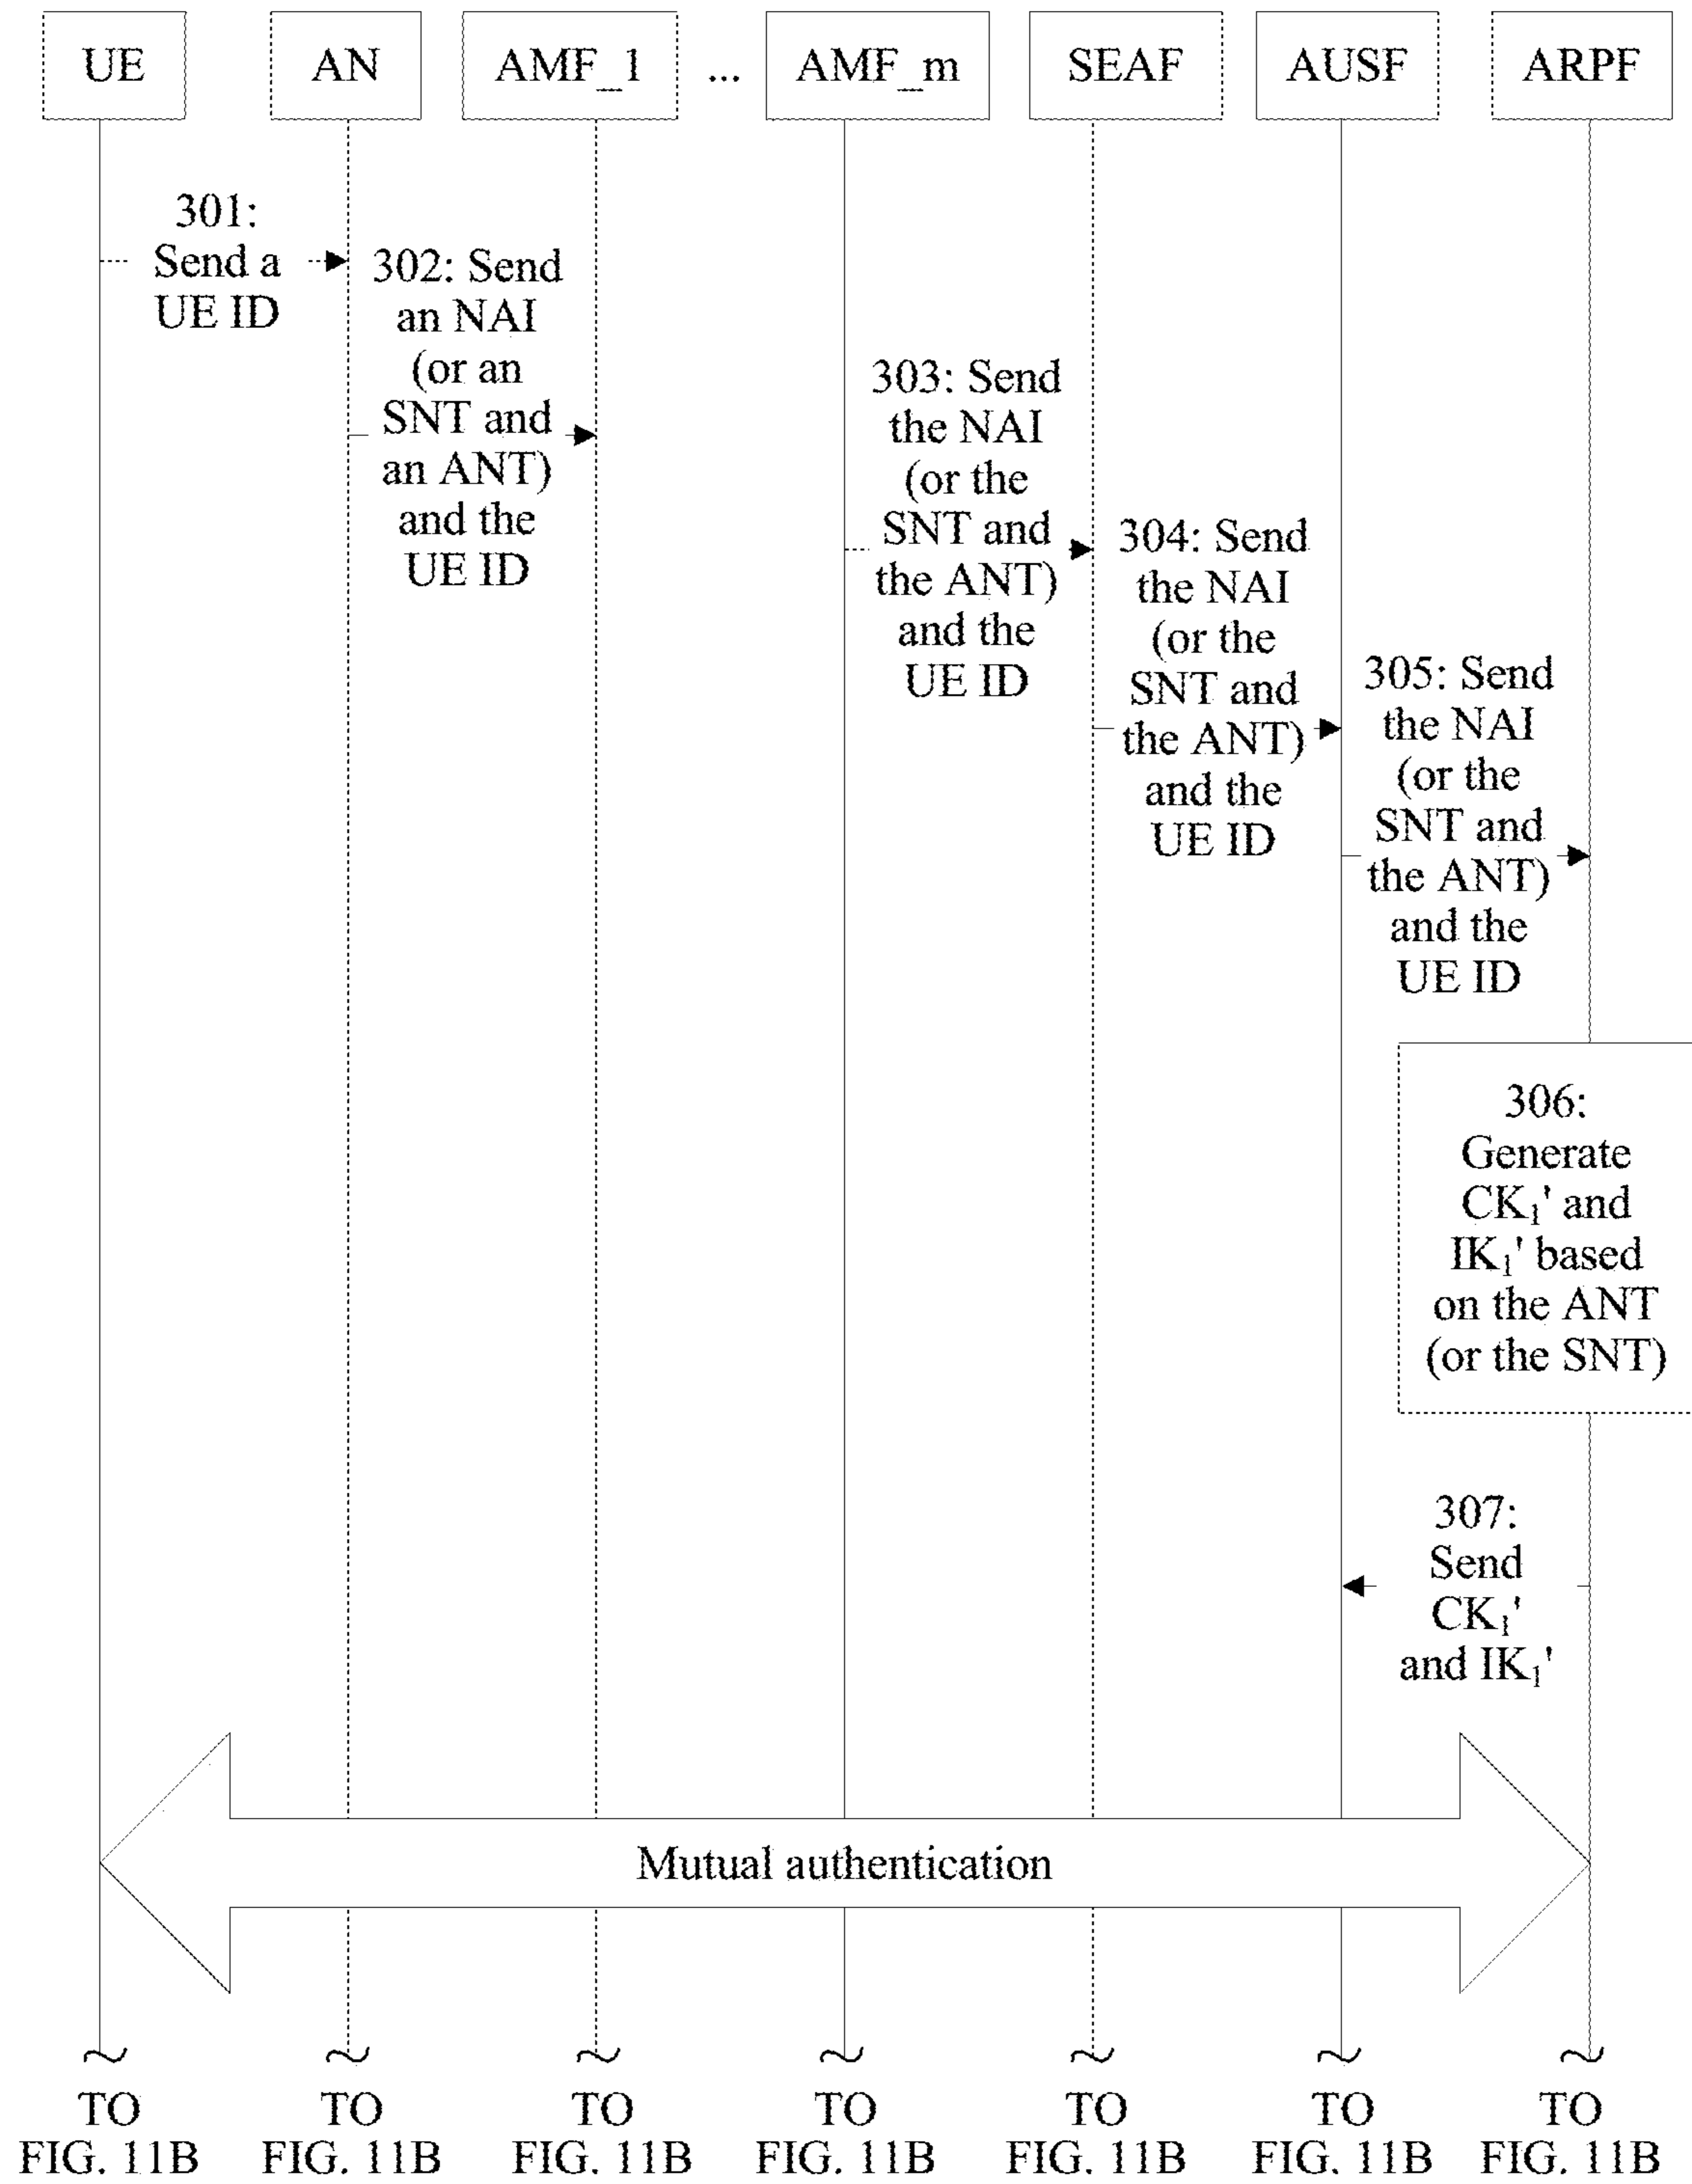 UE
AN
AMF_1
...
AMF_m
SEAF
AUSF
ARPF
301:
Send a
UE ID
302: Send
an NAI
(or an
SNT and
an ANT)
and the
UE ID
303: Send
the NAI
(or the
SNT and
the ANT)
and the
UE ID
304: Send
the NAI
(or the
SNT and
the ANT)
and the
UE ID
305: Send
the NAI
(or the
SNT and
the ANT)
and the
UE ID
306:
Generate
CK₁' and
IK₁' based
on the ANT
(or the SNT)
307:
Send
CK₁'
and IK₁'
Mutual authentication
TO
FIG. 11B
TO
FIG. 11B
TO
FIG. 11B
TO
FIG. 11B
TO
FIG. 11B
TO
FIG. 11B
TO
FIG. 11B